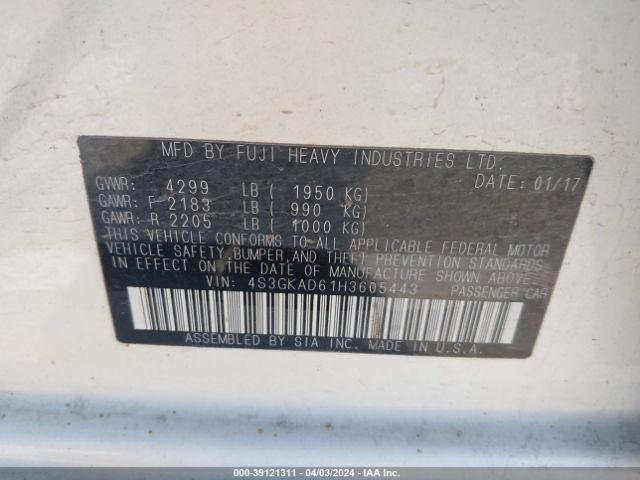 MFD BY FUJI HEAVY INDUSTRIES LTD.
DATE: 01/17
GVWR: 4299 LB ( 1950 KG)
GAWR: F 2183 LB ( 990 KG)
GAWR: R 2205 LB ( 1000 KG)
THIS VEHICLE CONFORMS TO ALL APPLICABLE FEDERAL MOTOR
VEHICLE SAFETY, BUMPER, AND THEFT PREVENTION STANDARDS
IN EFFECT ON THE DATE OF MANUFACTURE SHOWN ABOVE.
VIN: 4S3GKAD61H3605443 PASSENGER CAR
ASSEMBLED BY SIA INC. MADE IN U.S.A.
000-39121311 - 04/03/2024 - IAA Inc.